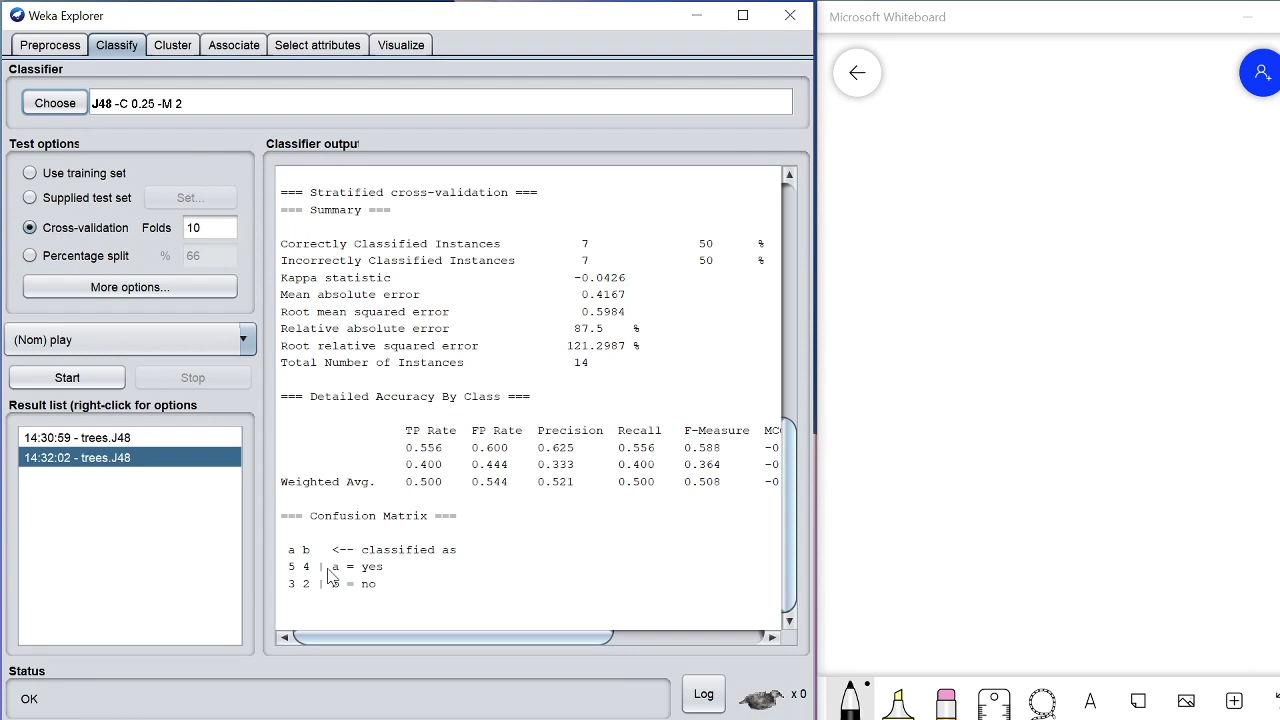 Weka Explorer
Preprocess Classify Cluster Associate Select attributes Visualize
Classifier
Choose J48 -C 0.25 -M 2
Test options
Use training set
Supplied test set Set...
Cross-validation Folds 10
Percentage split % 66
More options...
(Nom) play
Start Stop
Result list (right-click for options
14:30:59 - trees.J48
14:32:02 - trees.J48
Classifier output
=== Stratified cross-validation ===
=== Summary ===
Correctly Classified Instances 7 50 %
Incorrectly Classified Instances 7 50 %
Kappa statistic -0.0426
Mean absolute error 0.4167
Root mean squared error 0.5984
Relative absolute error 87.5 %
Root relative squared error 121.2987 %
Total Number of Instances 14
=== Detailed Accuracy By Class ===
TP Rate FP Rate Precision Recall F-Measure MC
0.556 0.600 0.625 0.556 0.588 -0
0.400 0.444 0.333 0.400 0.364 -0
Weighted Avg. 0.500 0.544 0.521 0.500 0.508 -0
=== Confusion Matrix ===
a b <-- classified as
5 4 | a = yes
3 2 | b = no
Status
OK
Log
x 0
Microsoft Whiteboard
A